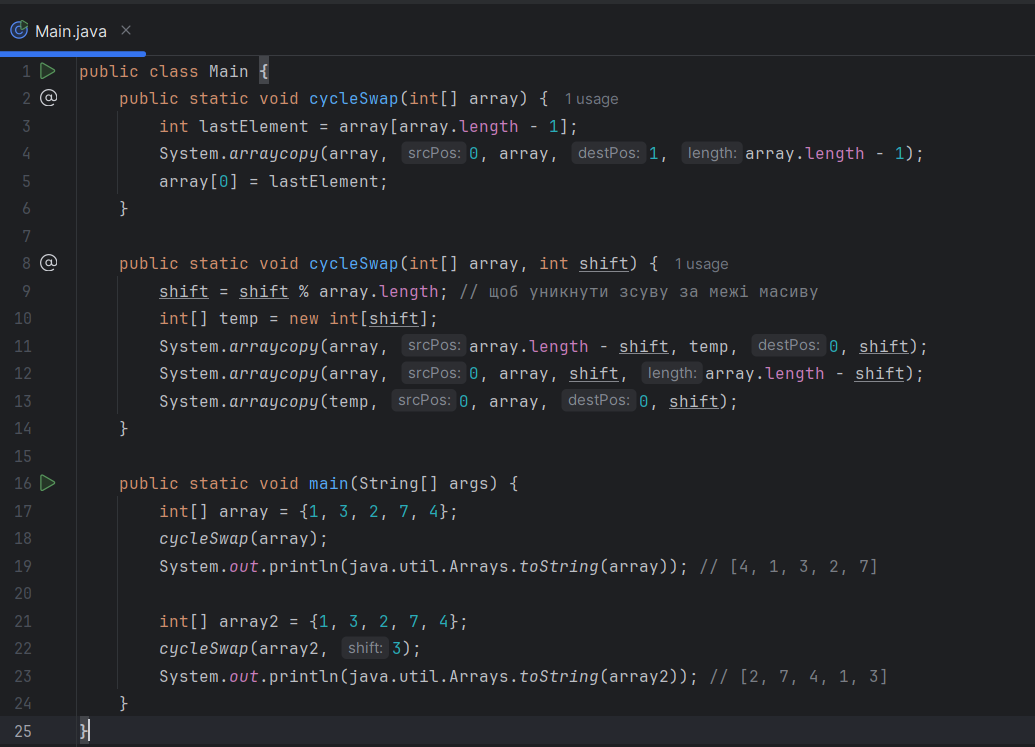 Main.java ×
1 public class Main {
2 @ public static void cycleSwap(int[] array) { 1 usage
3 int lastElement = array[array.length - 1];
4 System.arraycopy(array, srcPos: 0, array, destPos: 1, length: array.length - 1);
5 array[0] = lastElement;
6 }
7
8 @ public static void cycleSwap(int[] array, int shift) { 1 usage
9 shift = shift % array.length; // щоб уникнути зсуву за межі масиву
10 int[] temp = new int[shift];
11 System.arraycopy(array, srcPos: array.length - shift, temp, destPos: 0, shift);
12 System.arraycopy(array, srcPos: 0, array, shift, length: array.length - shift);
13 System.arraycopy(temp, srcPos: 0, array, destPos: 0, shift);
14 }
15
16 public static void main(String[] args) {
17 int[] array = {1, 3, 2, 7, 4};
18 cycleSwap(array);
19 System.out.println(java.util.Arrays.toString(array)); // [4, 1, 3, 2, 7]
20
21 int[] array2 = {1, 3, 2, 7, 4};
22 cycleSwap(array2, shift: 3);
23 System.out.println(java.util.Arrays.toString(array2)); // [2, 7, 4, 1, 3]
24 }
25 }